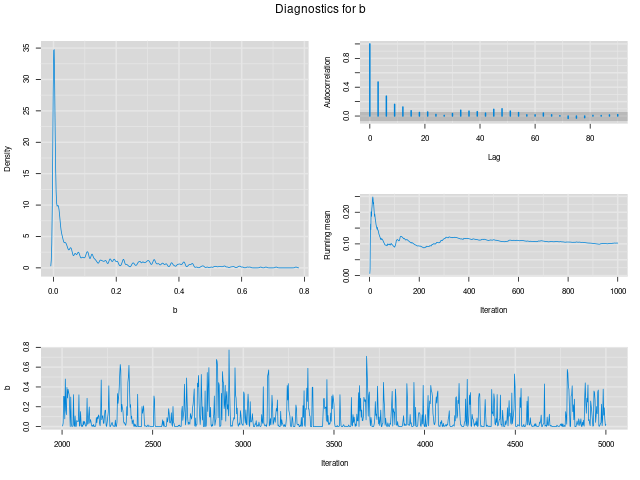 Diagnostics for b
Density
0 5 10 15 20 25 30 35
0.0 0.2 0.4 0.6 0.8
b
Autocorrelation
0.0 0.4 0.8
0 20 40 60 80
Lag
Running mean
0.00 0.10 0.20
0 200 400 600 800 1000
Iteration
b
0.0 0.2 0.4 0.6 0.8
2000 2500 3000 3500 4000 4500 5000
Iteration